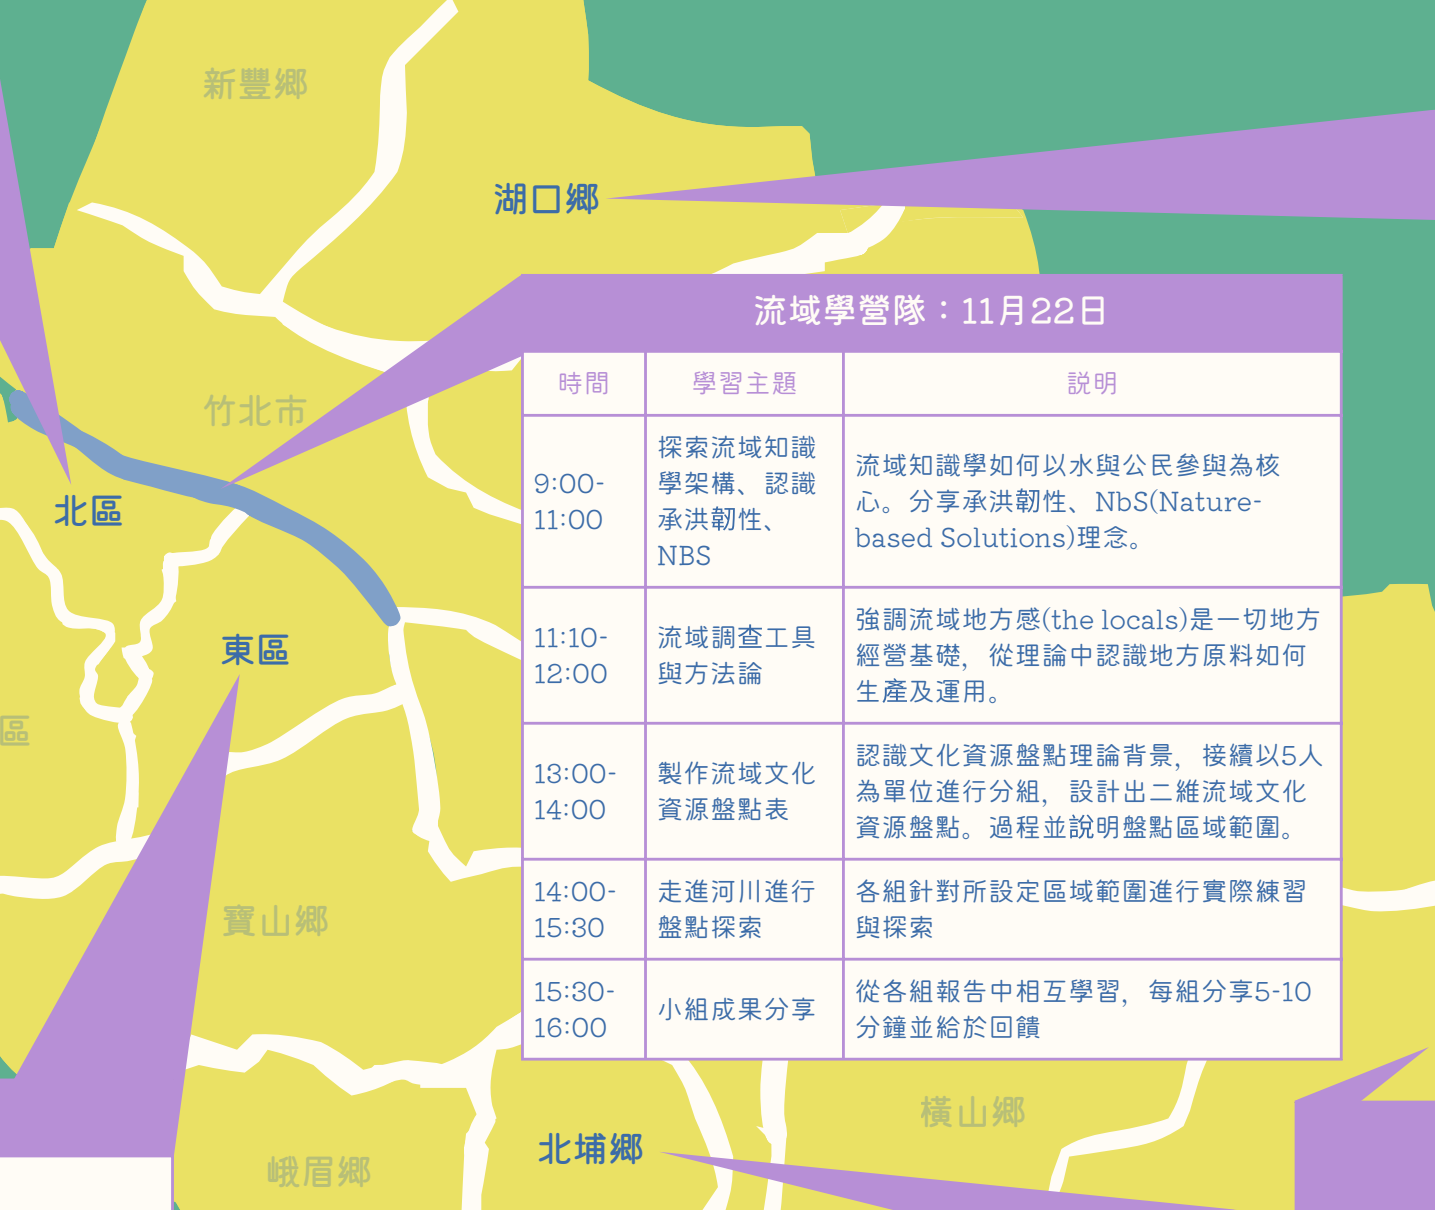 新豐鄉
湖口鄉
流域學營隊：11月22日
時間
學習主題
説明
竹北市
9:00-
11:00
探索流域知識
學架構、認識
承洪韌性、
NBS
流域知識學如何以水與公民參與為核
心。分享承洪韌性、NbS(Nature-
based Solutions)理念。
北區
11:10-
12:00
流域調查工具
與方法論
強調流域地方感(the locals)是一切地方
經營基礎，從理論中認識地方原料如何
生產及運用。
東區
區
13:00-
14:00
製作流域文化
資源盤點表
認識文化資源盤點理論背景，接續以5人
為單位進行分組，設計出二維流域文化
資源盤點。過程並說明盤點區域範圍。
14:00-
15:30
走進河川進行
盤點探索
各組針對所設定區域範圍進行實際練習
與探索
寶山鄉
15:30-
16:00
小組成果分享
從各組報告中相互學習，每組分享5-10
分鐘並給於回饋
橫山鄉
北埔鄉
峨眉鄉